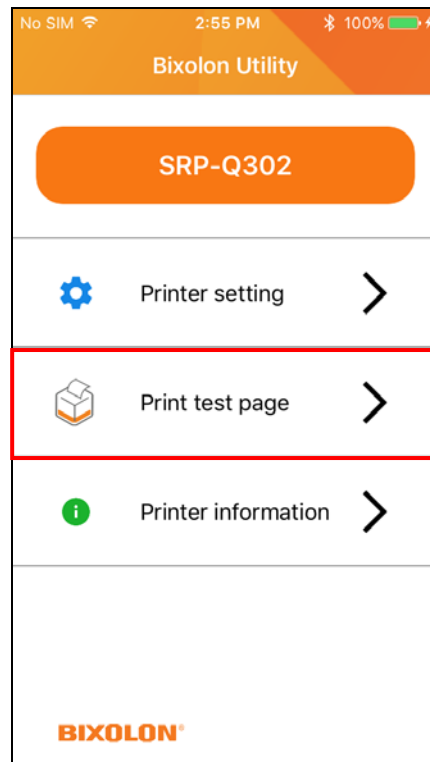 No SIM 2:55 PM 100%
Bixolon Utility
SRP-Q302
Printer setting
Print test page
Printer information
BIXOLON®